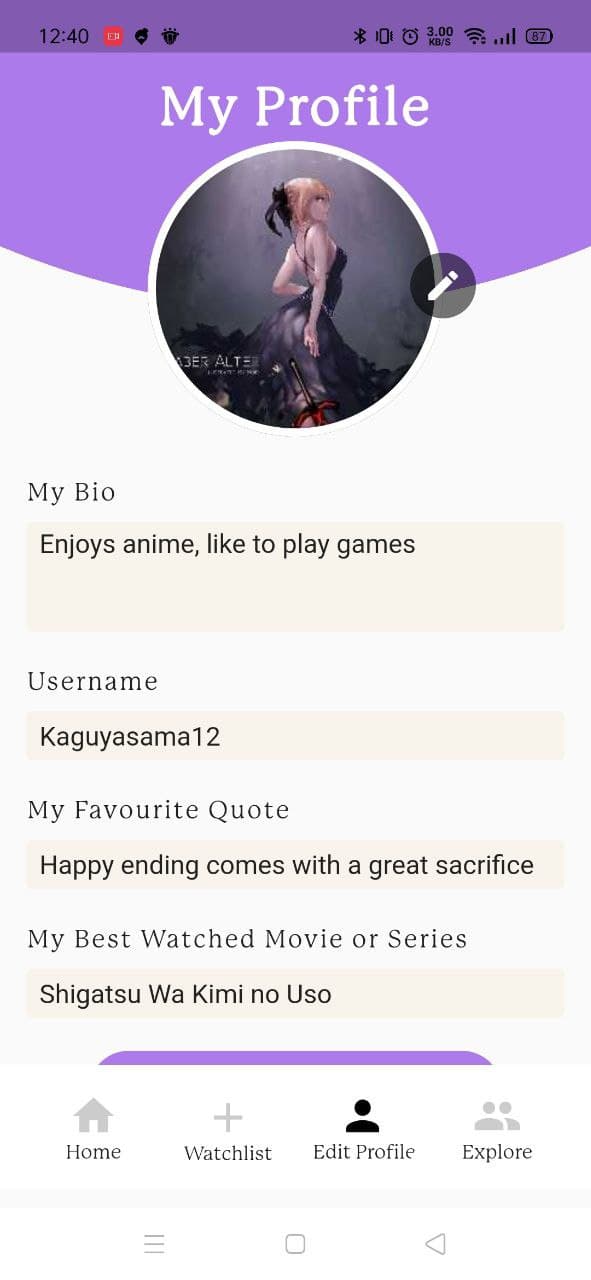 12:40 3.00 KB/S 87
My Profile
ABER ALTE
My Bio
Enjoys anime, like to play games
Username
Kaguyasama12
My Favourite Quote
Happy ending comes with a great sacrifice
My Best Watched Movie or Series
Shigatsu Wa Kimi no Uso
Home Watchlist Edit Profile Explore